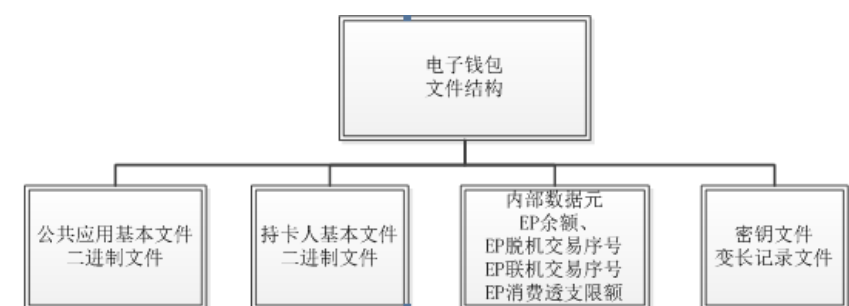 电子钱包
文件结构
公共应用基本文件
二进制文件
持卡人基本文件
二进制文件
内部数据元
EP余额、
EP脱机交易序号
EP联机交易序号
EP消费透支限额
密钥文件
变长记录文件